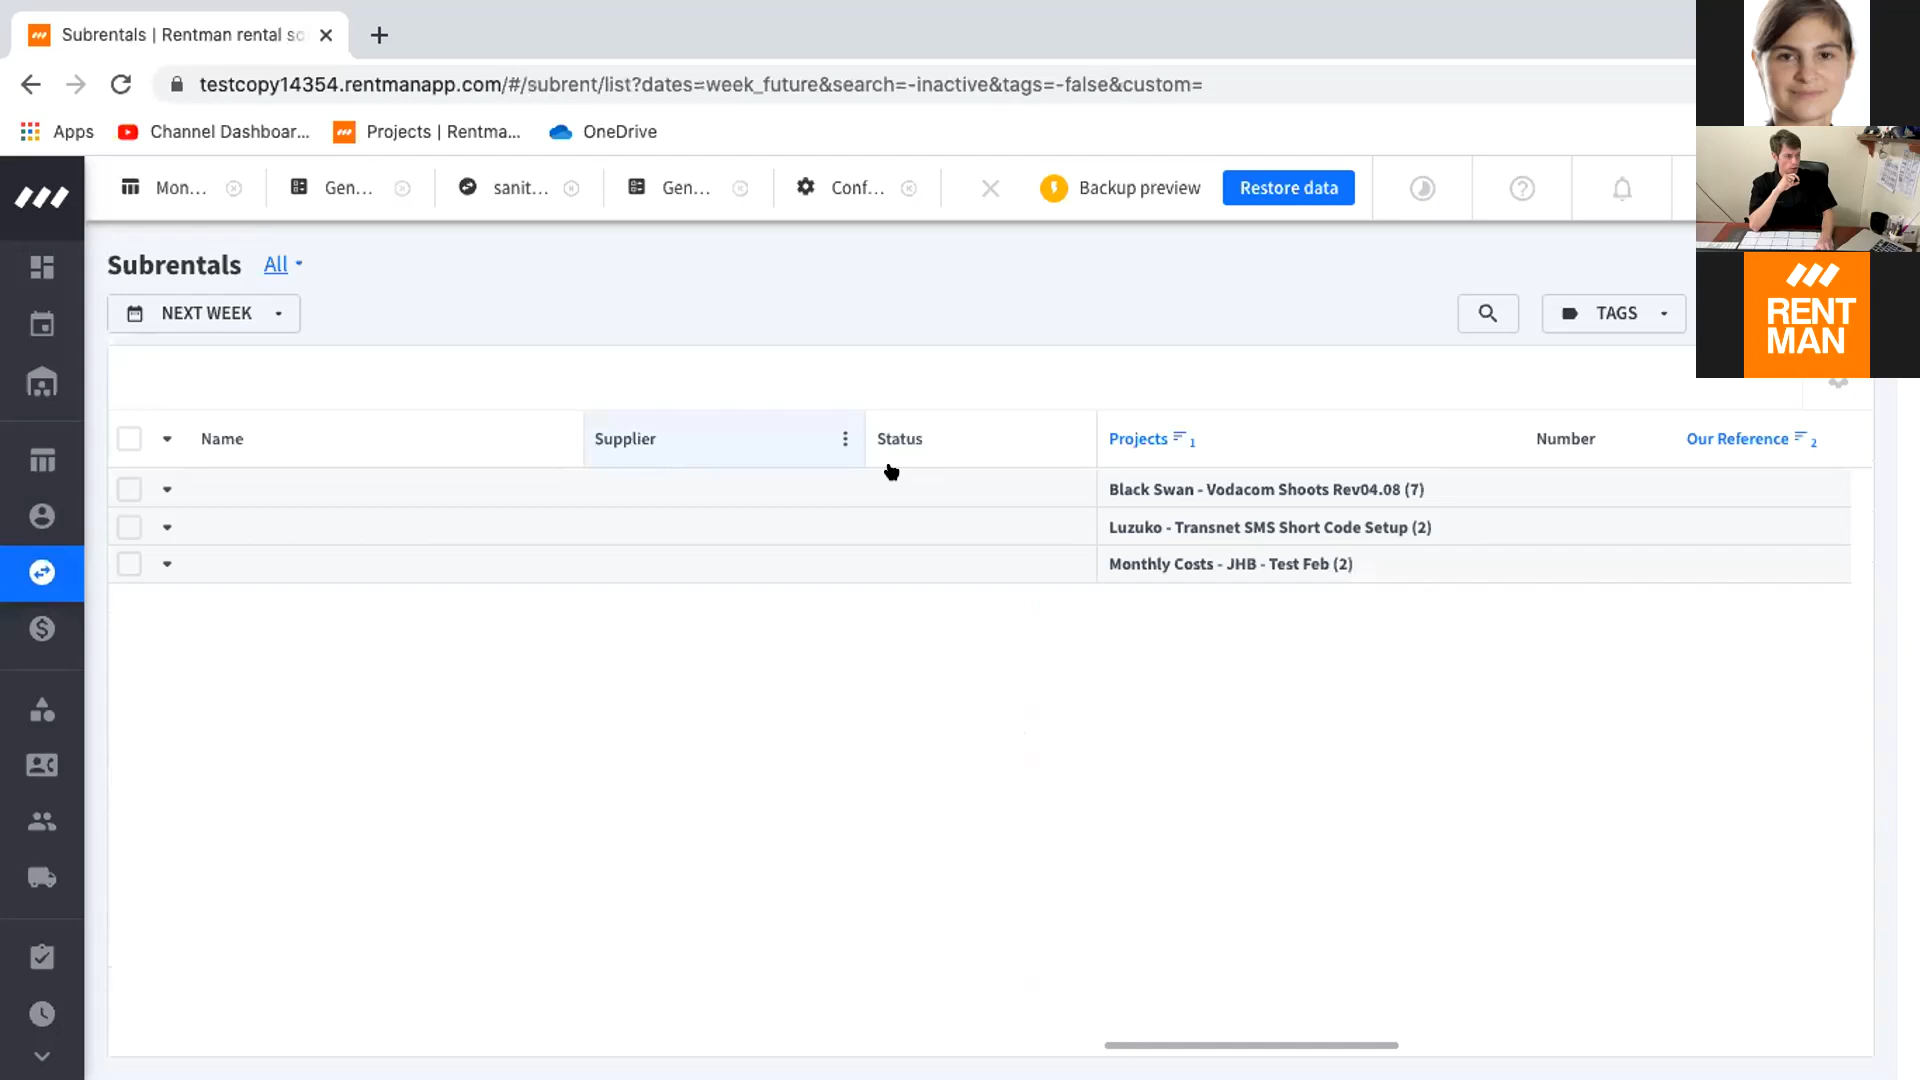 Subrentals | Rentman rental so
testcopy14354.rentmanapp.com/#/subrent/list?dates=week_future&search=-inactive&tags=-false&custom=
Apps
Channel Dashboar...
Projects | Rentma...
OneDrive
Mon...
Gen...
sanit...
Gen...
Conf...
Backup preview
Restore data
Subrentals
All
NEXT WEEK
TAGS
RENT
MAN
Name
Supplier
Status
Projects 1
Number
Our Reference 2
Black Swan - Vodacom Shoots Rev04.08 (7)
Luzuko - Transnet SMS Short Code Setup (2)
Monthly Costs - JHB - Test Feb (2)